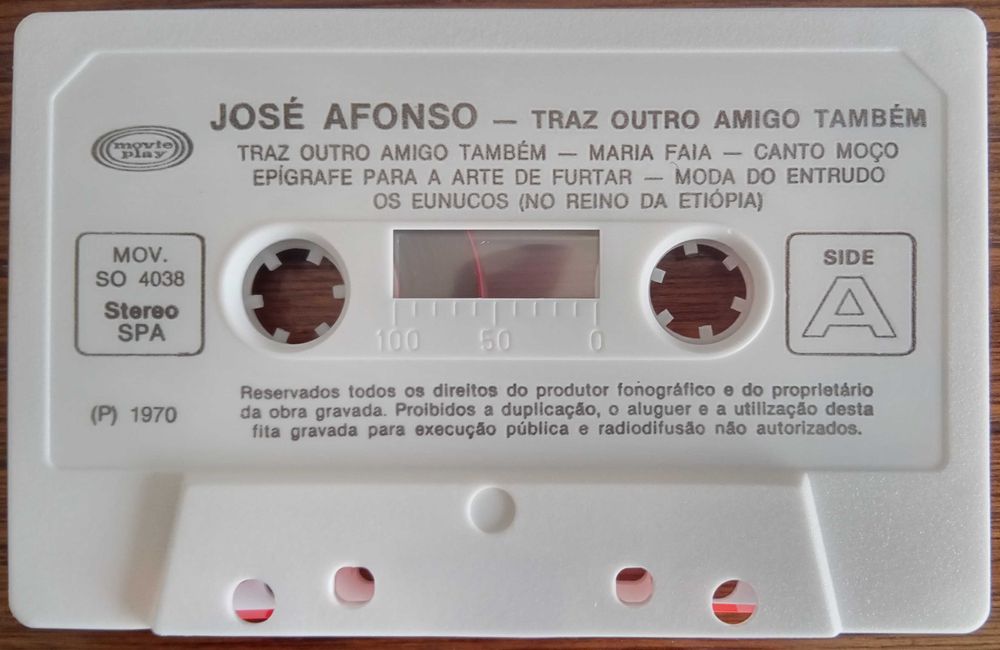 JOSÉ AFONSO — TRAZ OUTRO AMIGO TAMBÉM
movie
play
TRAZ OUTRO AMIGO TAMBÉM — MARIA FAIA — CANTO MOÇO
EPÍGRAFE PARA A ARTE DE FURTAR — MODA DO ENTRUDO
OS EUNUCOS (NO REINO DA ETIÓPIA)
MOV.
SO 4038
Stereo
SPA
100 50 0
SIDE
A
(P) 1970
Reservados todos os direitos do produtor fonográfico e do proprietário
da obra gravada. Proibidos a duplicação, o aluguer e a utilização desta
fita gravada para execução pública e radiodifusão não autorizados.